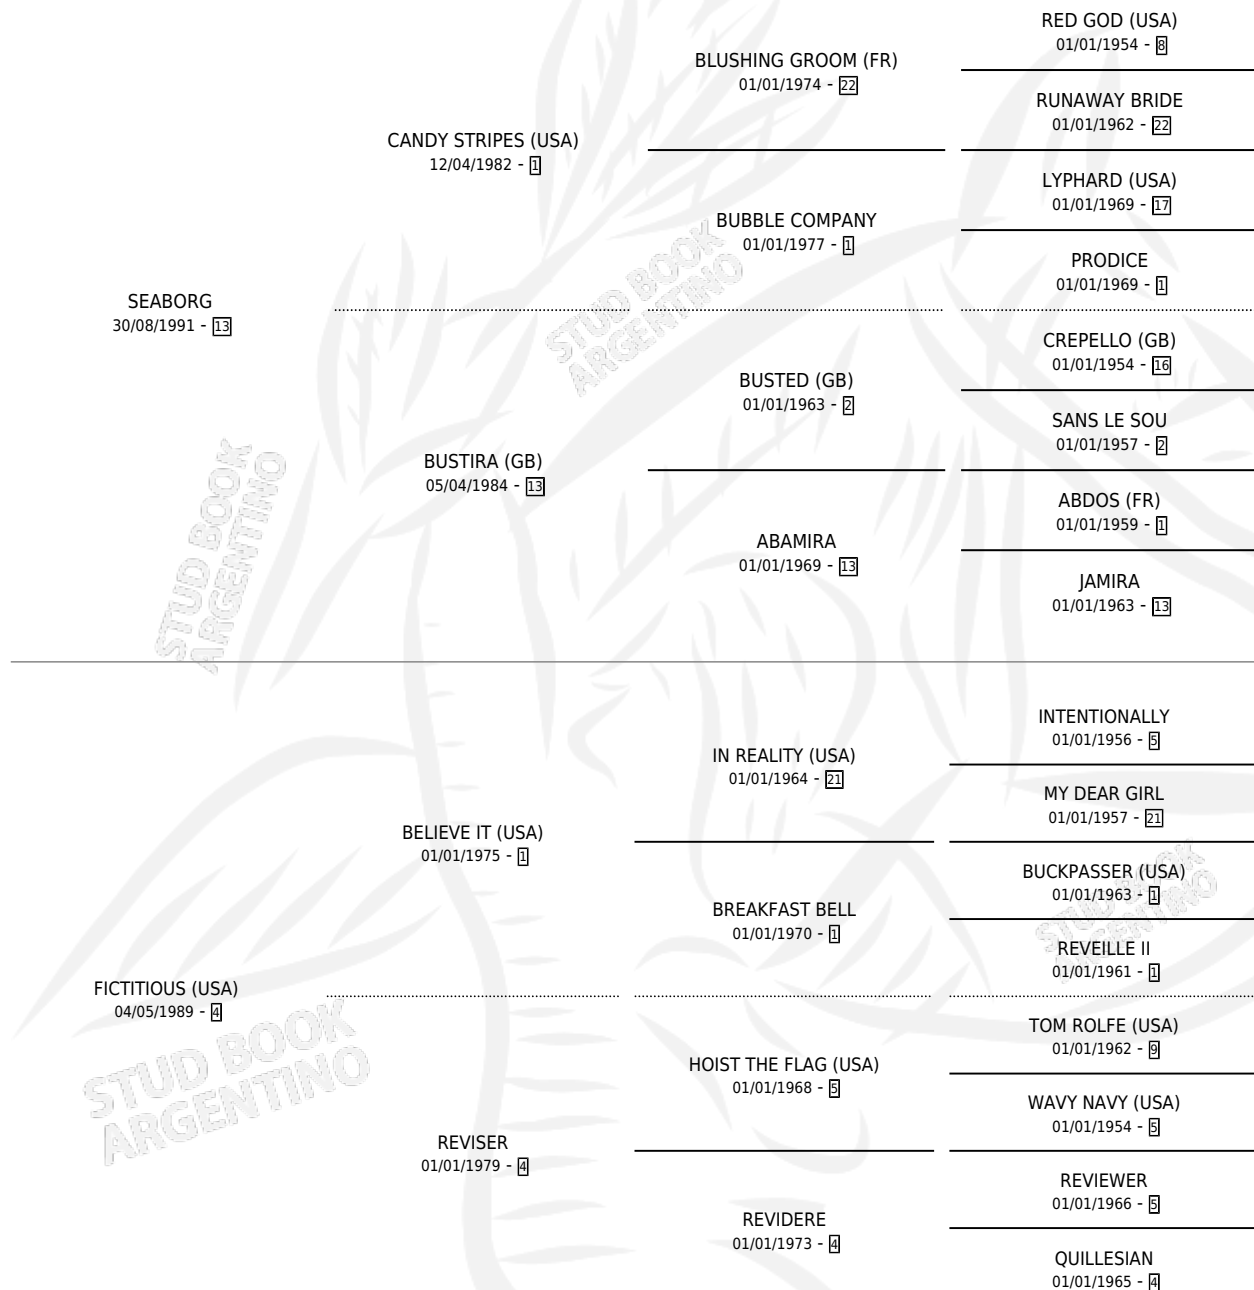 RED GOD (USA)
01/01/1954 - 8
BLUSHING GROOM (FR)
01/01/1974 - 22
RUNAWAY BRIDE
01/01/1962 - 22
CANDY STRIPES (USA)
12/04/1982 - 1
LYPHARD (USA)
01/01/1969 - 17
BUBBLE COMPANY
01/01/1977 - 1
PRODICE
01/01/1969 - 1
SEABORG
30/08/1991 - 13
STUD BOOK
ARGENTINO
CREPELLO (GB)
01/01/1954 - 16
BUSTED (GB)
01/01/1963 - 2
SANS LE SOU
01/01/1957 - 2
BUSTIRA (GB)
05/04/1984 - 13
ABDOS (FR)
01/01/1959 - 1
ABAMIRA
01/01/1969 - 13
JAMIRA
01/01/1963 - 13
STUD BOOK
ARGENTINO
INTENTIONALLY
01/01/1956 - 5
IN REALITY (USA)
01/01/1964 - 21
MY DEAR GIRL
01/01/1957 - 21
BELIEVE IT (USA)
01/01/1975 - 1
BUCKPASSER (USA)
01/01/1963 - 1
STUD BOOK
ARGENTINO
BREAKFAST BELL
01/01/1970 - 1
REVEILLE II
01/01/1961 - 1
FICTITIOUS (USA)
04/05/1989 - 4
STUD BOOK
ARGENTINO
TOM ROLFE (USA)
01/01/1962 - 9
HOIST THE FLAG (USA)
01/01/1968 - 5
WAVY NAVY (USA)
01/01/1954 - 5
REVISER
01/01/1979 - 4
REVIEWER
01/01/1966 - 5
REVIDERE
01/01/1973 - 4
QUILLESIAN
01/01/1965 - 4